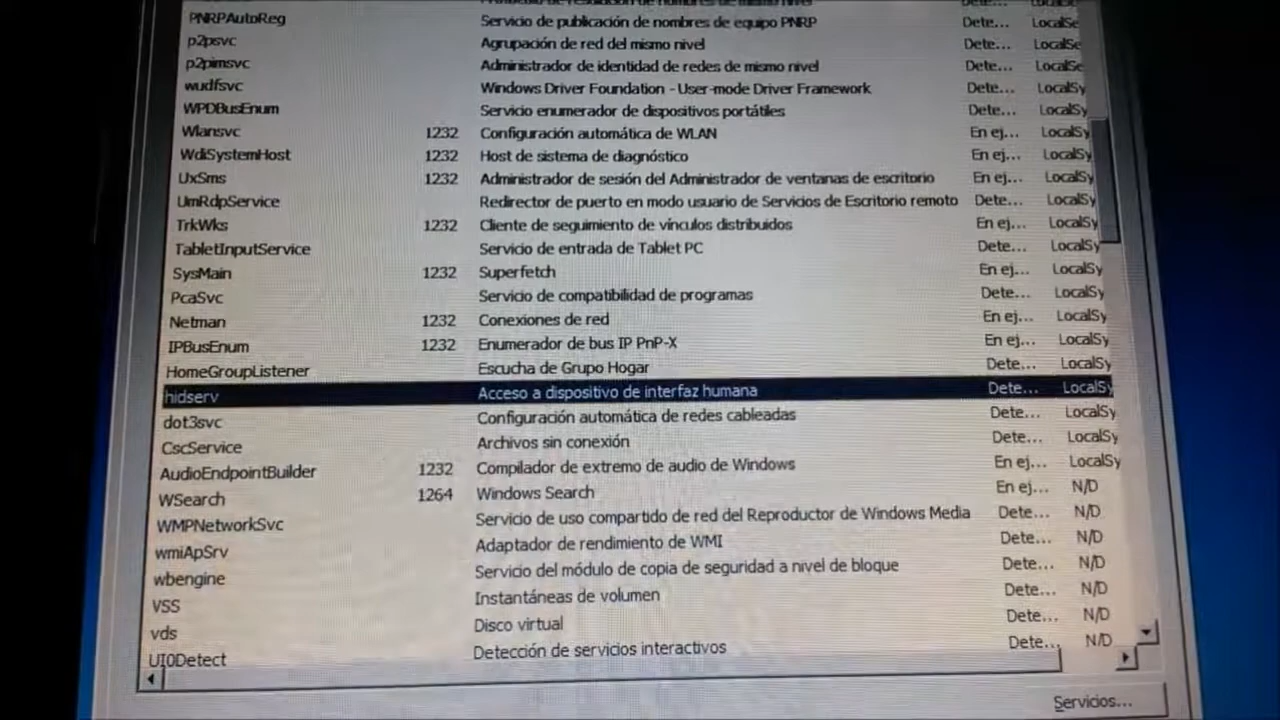 PNRPAutoReg Servicio de publicación de nombres de equipo PNRP Dete... LocalSe
p2psvc Agrupación de red del mismo nivel Dete... LocalSe
p2pimsvc Administrador de identidad de redes de mismo nivel Dete... LocalSe
wudfsvc Windows Driver Foundation - User-mode Driver Framework Dete... LocalSy
WPDBusEnum Servicio enumerador de dispositivos portátiles Dete... LocalSy
Wlansvc 1232 Configuración automática de WLAN En ej... LocalSy
WdiSystemHost 1232 Host de sistema de diagnóstico En ej... LocalSy
UxSms 1232 Administrador de sesión del Administrador de ventanas de escritorio En ej... LocalSy
UmRdpService Redirector de puerto en modo usuario de Servicios de Escritorio remoto Dete... LocalSy
TrkWks 1232 Cliente de seguimiento de vínculos distribuidos En ej... LocalSy
TabletInputService Servicio de entrada de Tablet PC Dete... LocalSy
SysMain 1232 Superfetch En ej... LocalSy
PcaSvc Servicio de compatibilidad de programas Dete... LocalSy
Netman 1232 Conexiones de red En ej... LocalSy
IPBusEnum 1232 Enumerador de bus IP PnP-X En ej... LocalSy
HomeGroupListener Escucha de Grupo Hogar Dete... LocalSy
hidserv Acceso a dispositivo de interfaz humana Dete... LocalSy
dot3svc Configuración automática de redes cableadas Dete... LocalSy
CscService Archivos sin conexión Dete... LocalSy
AudioEndpointBuilder 1232 Compilador de extremo de audio de Windows En ej... LocalSy
WSearch 1264 Windows Search En ej... N/D
WMPNetworkSvc Servicio de uso compartido de red del Reproductor de Windows Media Dete... N/D
wmiApSrv Adaptador de rendimiento de WMI Dete... N/D
wbengine Servicio del módulo de copia de seguridad a nivel de bloque Dete... N/D
VSS Instantáneas de volumen Dete... N/D
vds Disco virtual Dete... N/D
UI0Detect Detección de servicios interactivos Dete... N/D
Servicios...